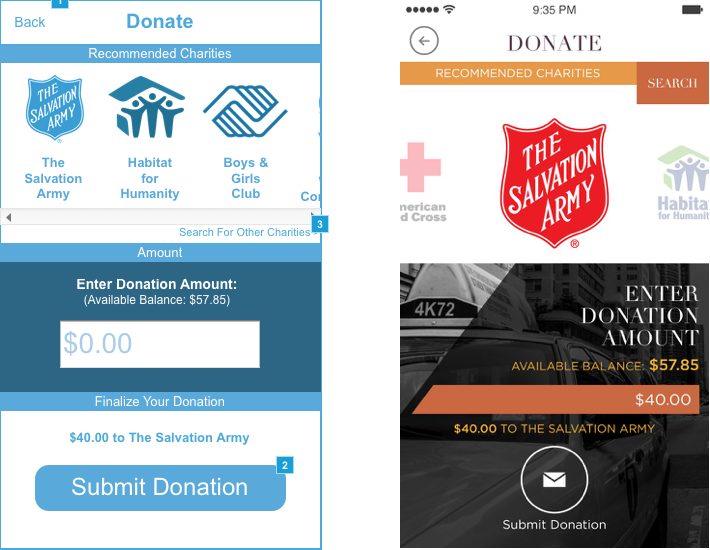 1
Back
Donate
Recommended Charities
THE
SALVATION
ARMY
®
The
Salvation
Army
Habitat
for
Humanity
Boys &
Girls
Club
Search For Other Charities
3
Amount
Enter Donation Amount:
(Available Balance: $57.85)
$0.00
Finalize Your Donation
$40.00 to The Salvation Army
2
Submit Donation
9:35 PM
DONATE
RECOMMENDED CHARITIES
SEARCH
merican
d Cross
THE
SALVATION
ARMY
®
Habita
for Humanit
4K72
ENTER
DONATION
AMOUNT
AVAILABLE BALANCE: $57.85
$40.00
$40.00 TO THE SALVATION ARMY
Submit Donation